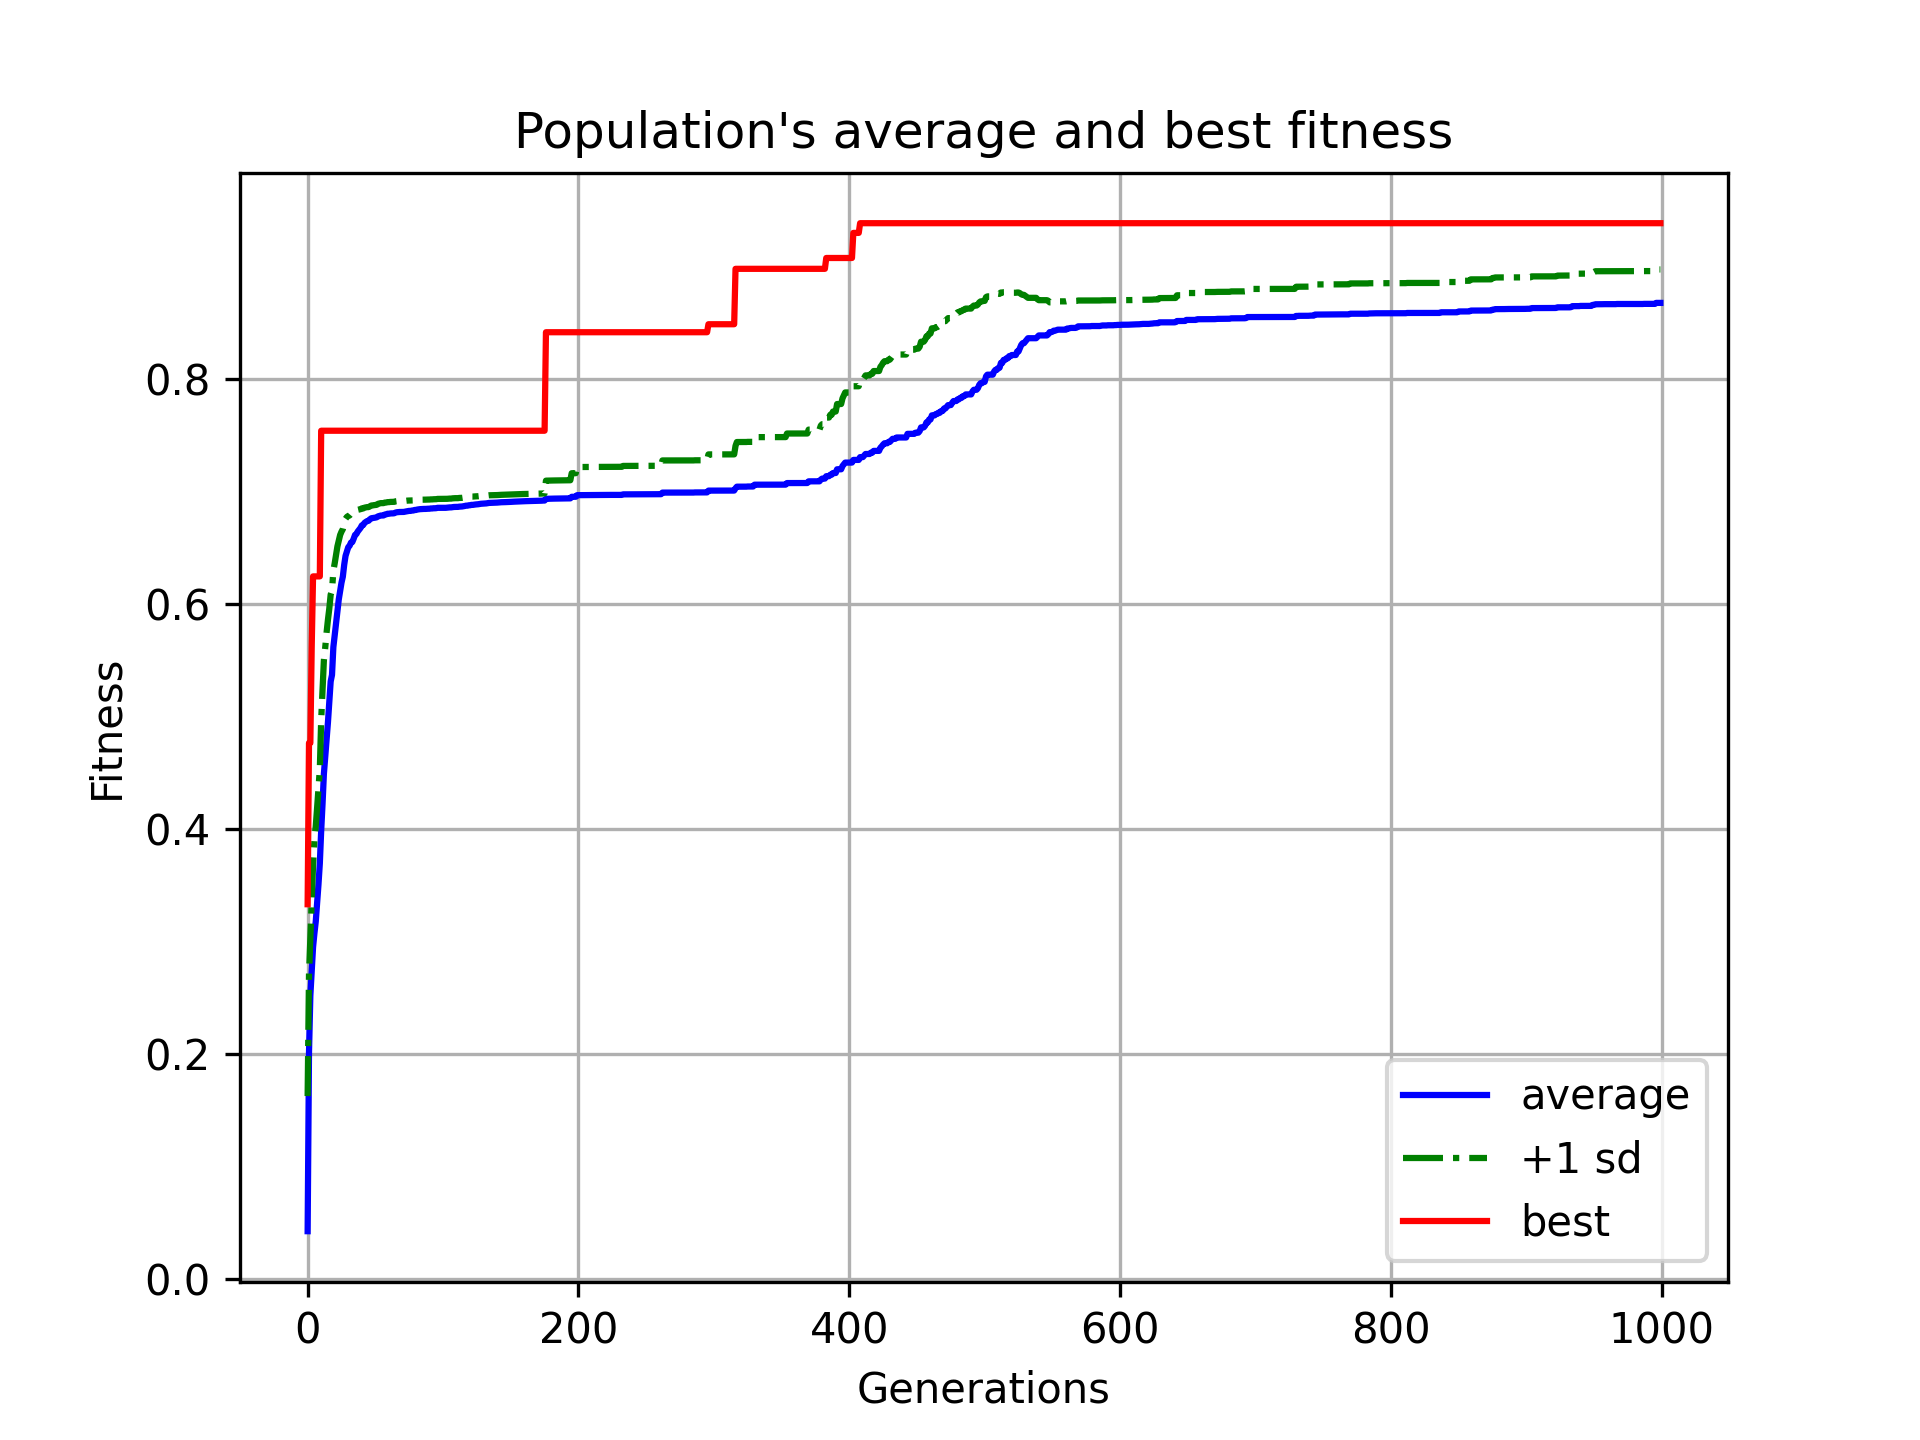 Population's average and best fitness
Fitness
0.8
0.6
0.4
0.2
0.0
0 200 400 600 800 1000
Generations
average
+1 sd
best